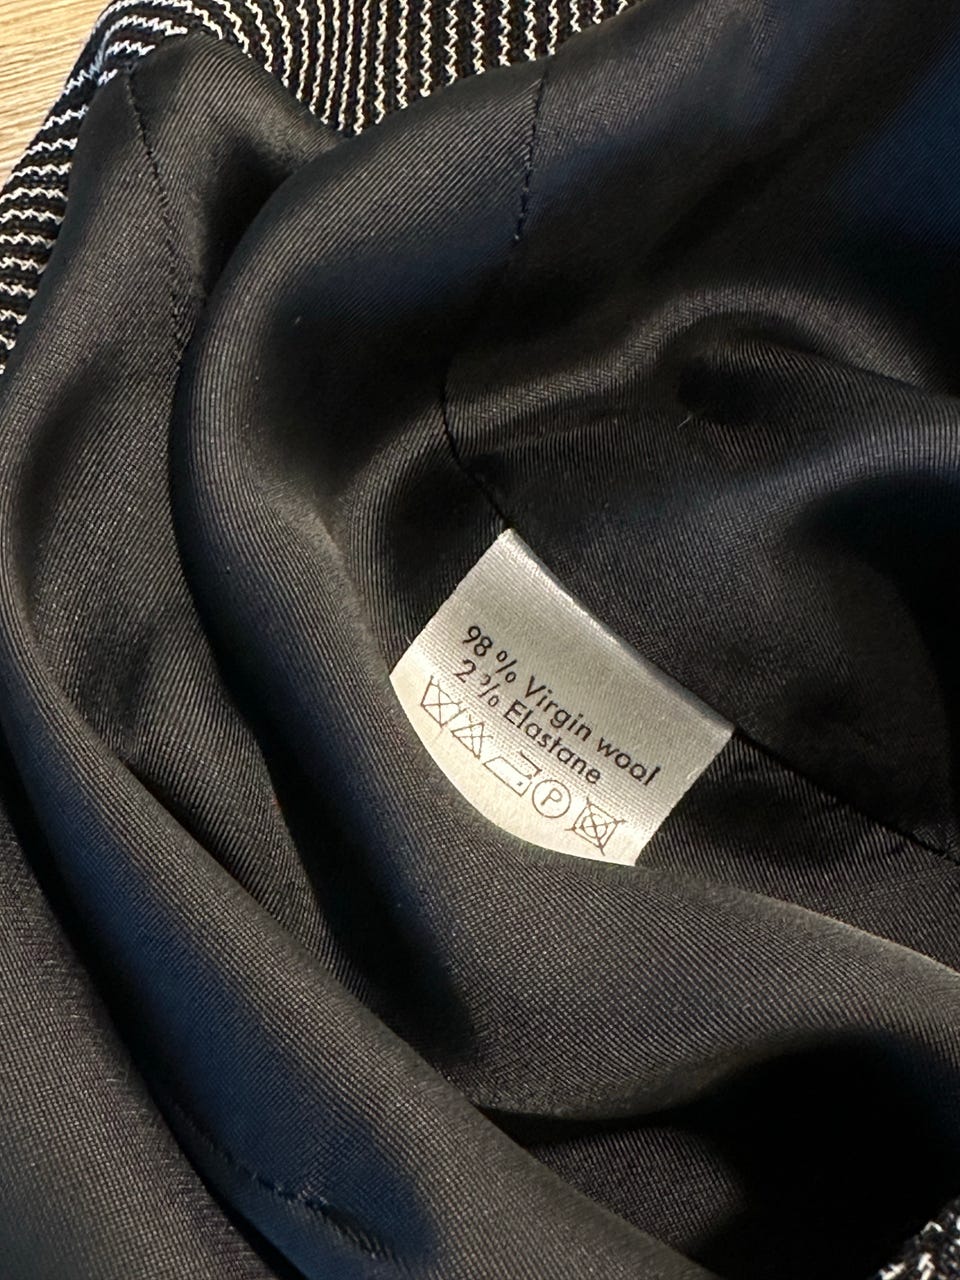 98 % Virgin wool
2 % Elastane
P